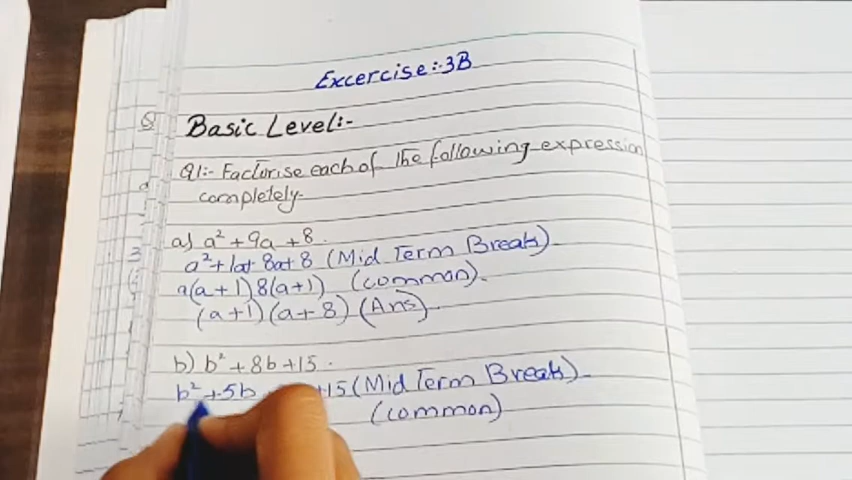 Excercise:-3B
Basic Level:-
Q1:- Factorise each of the following expression
completely.
a) a² + 9a + 8.
a² + 1a + 8a + 8 (Mid Term Break)
a(a + 1) 8(a + 1) (common).
(a + 1) (a + 8) (Ans)
b) b² + 8b + 15.
b² + 5b +15 (Mid Term Break)
(common)